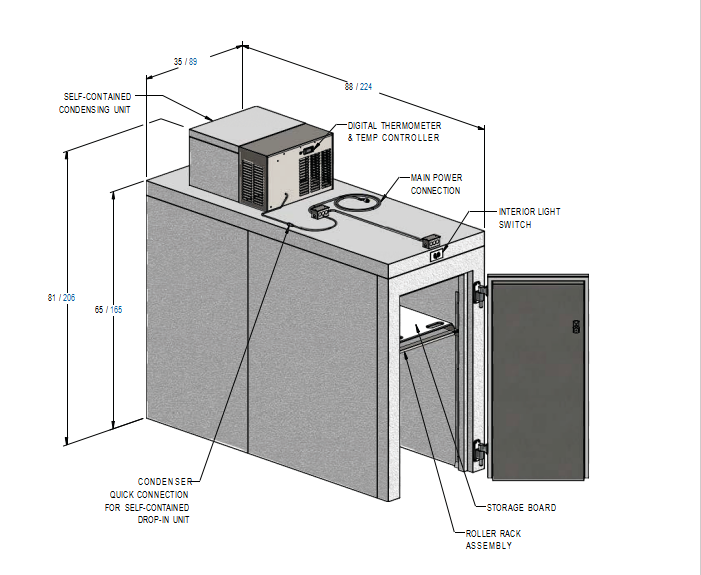 35 / 89
88 / 224
SELF-CONTAINED
CONDENSING UNIT
DIGITAL THERMOMETER
& TEMP CONTROLLER
MAIN POWER
CONNECTION
INTERIOR LIGHT
SWITCH
81 / 206
65 / 165
CONDENSER
QUICK CONNECTION
FOR SELF-CONTAINED
DROP-IN UNIT
STORAGE BOARD
ROLLER RACK
ASSEMBLY